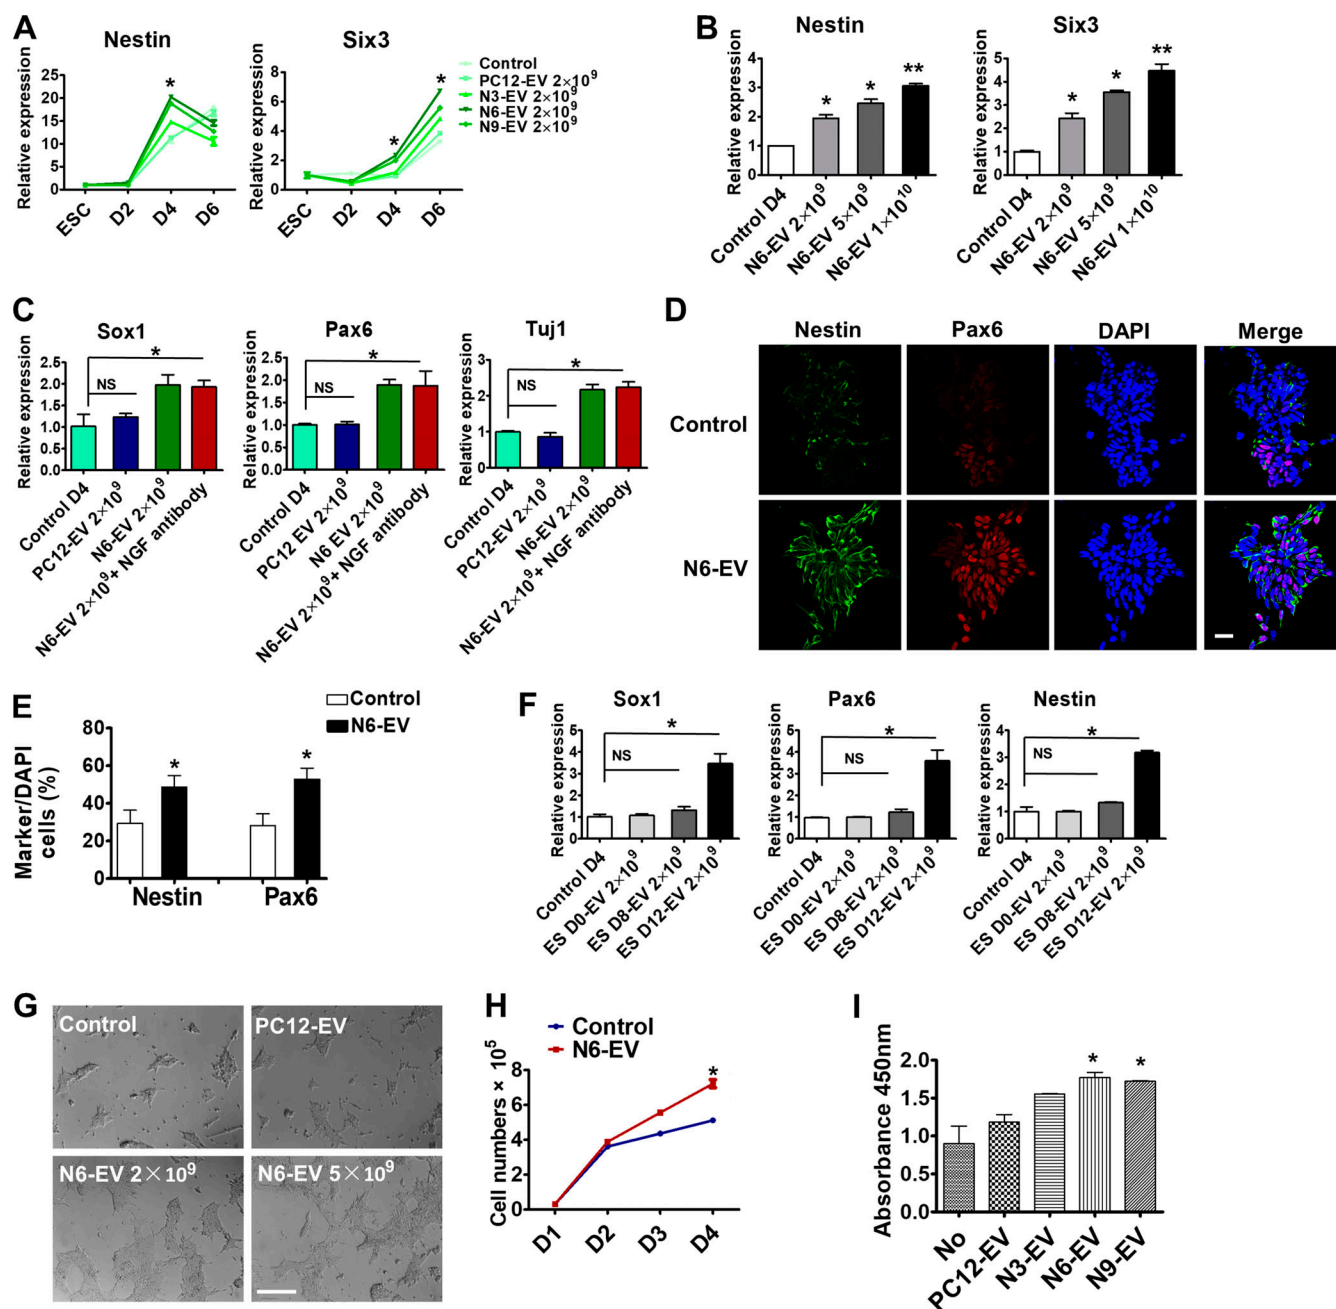 A
Nestin
Relative expression
25
20
15
10
5
0
ESC
D2
D4
D6
*
Six3
Relative expression
8
6
4
2
0
ESC
D2
D4
D6
*
*
Control
PC12-EV 2×10⁹
N3-EV 2×10⁹
N6-EV 2×10⁹
N9-EV 2×10⁹
B
Nestin
Relative expression
4
3
2
1
0
*
*
**
Control D4
N6-EV 2×10⁹
N6-EV 5×10⁹
N6-EV 1×10¹⁰
Six3
Relative expression
5
4
3
2
1
0
*
*
**
Control D4
N6-EV 2×10⁹
N6-EV 5×10⁹
N6-EV 1×10¹⁰
C
Sox1
Relative expression
2.5
2.0
1.5
1.0
0.5
0.0
*
NS
Control D4
PC12-EV 2×10⁹
N6-EV 2×10⁹
N6-EV 2×10⁹+ NGF antibody
Pax6
Relative expression
2.5
2.0
1.5
1.0
0.5
0.0
*
NS
Control D4
PC12 EV 2×10⁹
N6 EV 2×10⁹
N6-EV 2×10⁹+ NGF antibody
Tuj1
Relative expression
3
2
1
0
*
NS
Control D4
PC12-EV 2×10⁹
N6-EV 2×10⁹
N6-EV 2×10⁹+ NGF antibody
D
Nestin
Pax6
DAPI
Merge
Control
N6-EV
E
Control
N6-EV
Marker/DAPI
cells (%)
80
60
40
20
0
*
*
Nestin
Pax6
F
Sox1
Relative expression
5
4
3
2
1
0
*
NS
Control D4
ES D0-EV 2×10⁹
ES D8-EV 2×10⁹
ES D12-EV 2×10⁹
Pax6
Relative expression
5
4
3
2
1
0
*
NS
Control D4
ES D0-EV 2×10⁹
ES D8-EV 2×10⁹
ES D12-EV 2×10⁹
Nestin
Relative expression
4
3
2
1
0
*
NS
Control D4
ES D0-EV 2×10⁹
ES D8-EV 2×10⁹
ES D12-EV 2×10⁹
G
Control
PC12-EV
N6-EV 2×10⁹
N6-EV 5×10⁹
H
Control
N6-EV
Cell numbers × 10⁵
8
6
4
2
0
*
D1
D2
D3
D4
I
Absorbance 450nm
2.0
1.5
1.0
0.5
0.0
*
*
No
PC12-EV
N3-EV
N6-EV
N9-EV